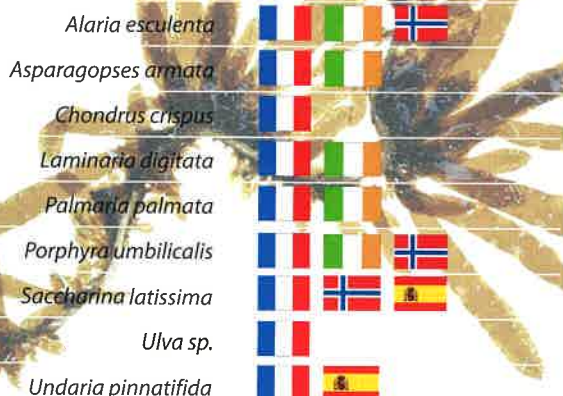 Alaria esculenta
Asparagopses armata
Chondrus crispus
Laminaria digitata
Palmaria palmata
Porphyra umbilicalis
Saccharina latissima
Ulva sp.
Undaria pinnatifida